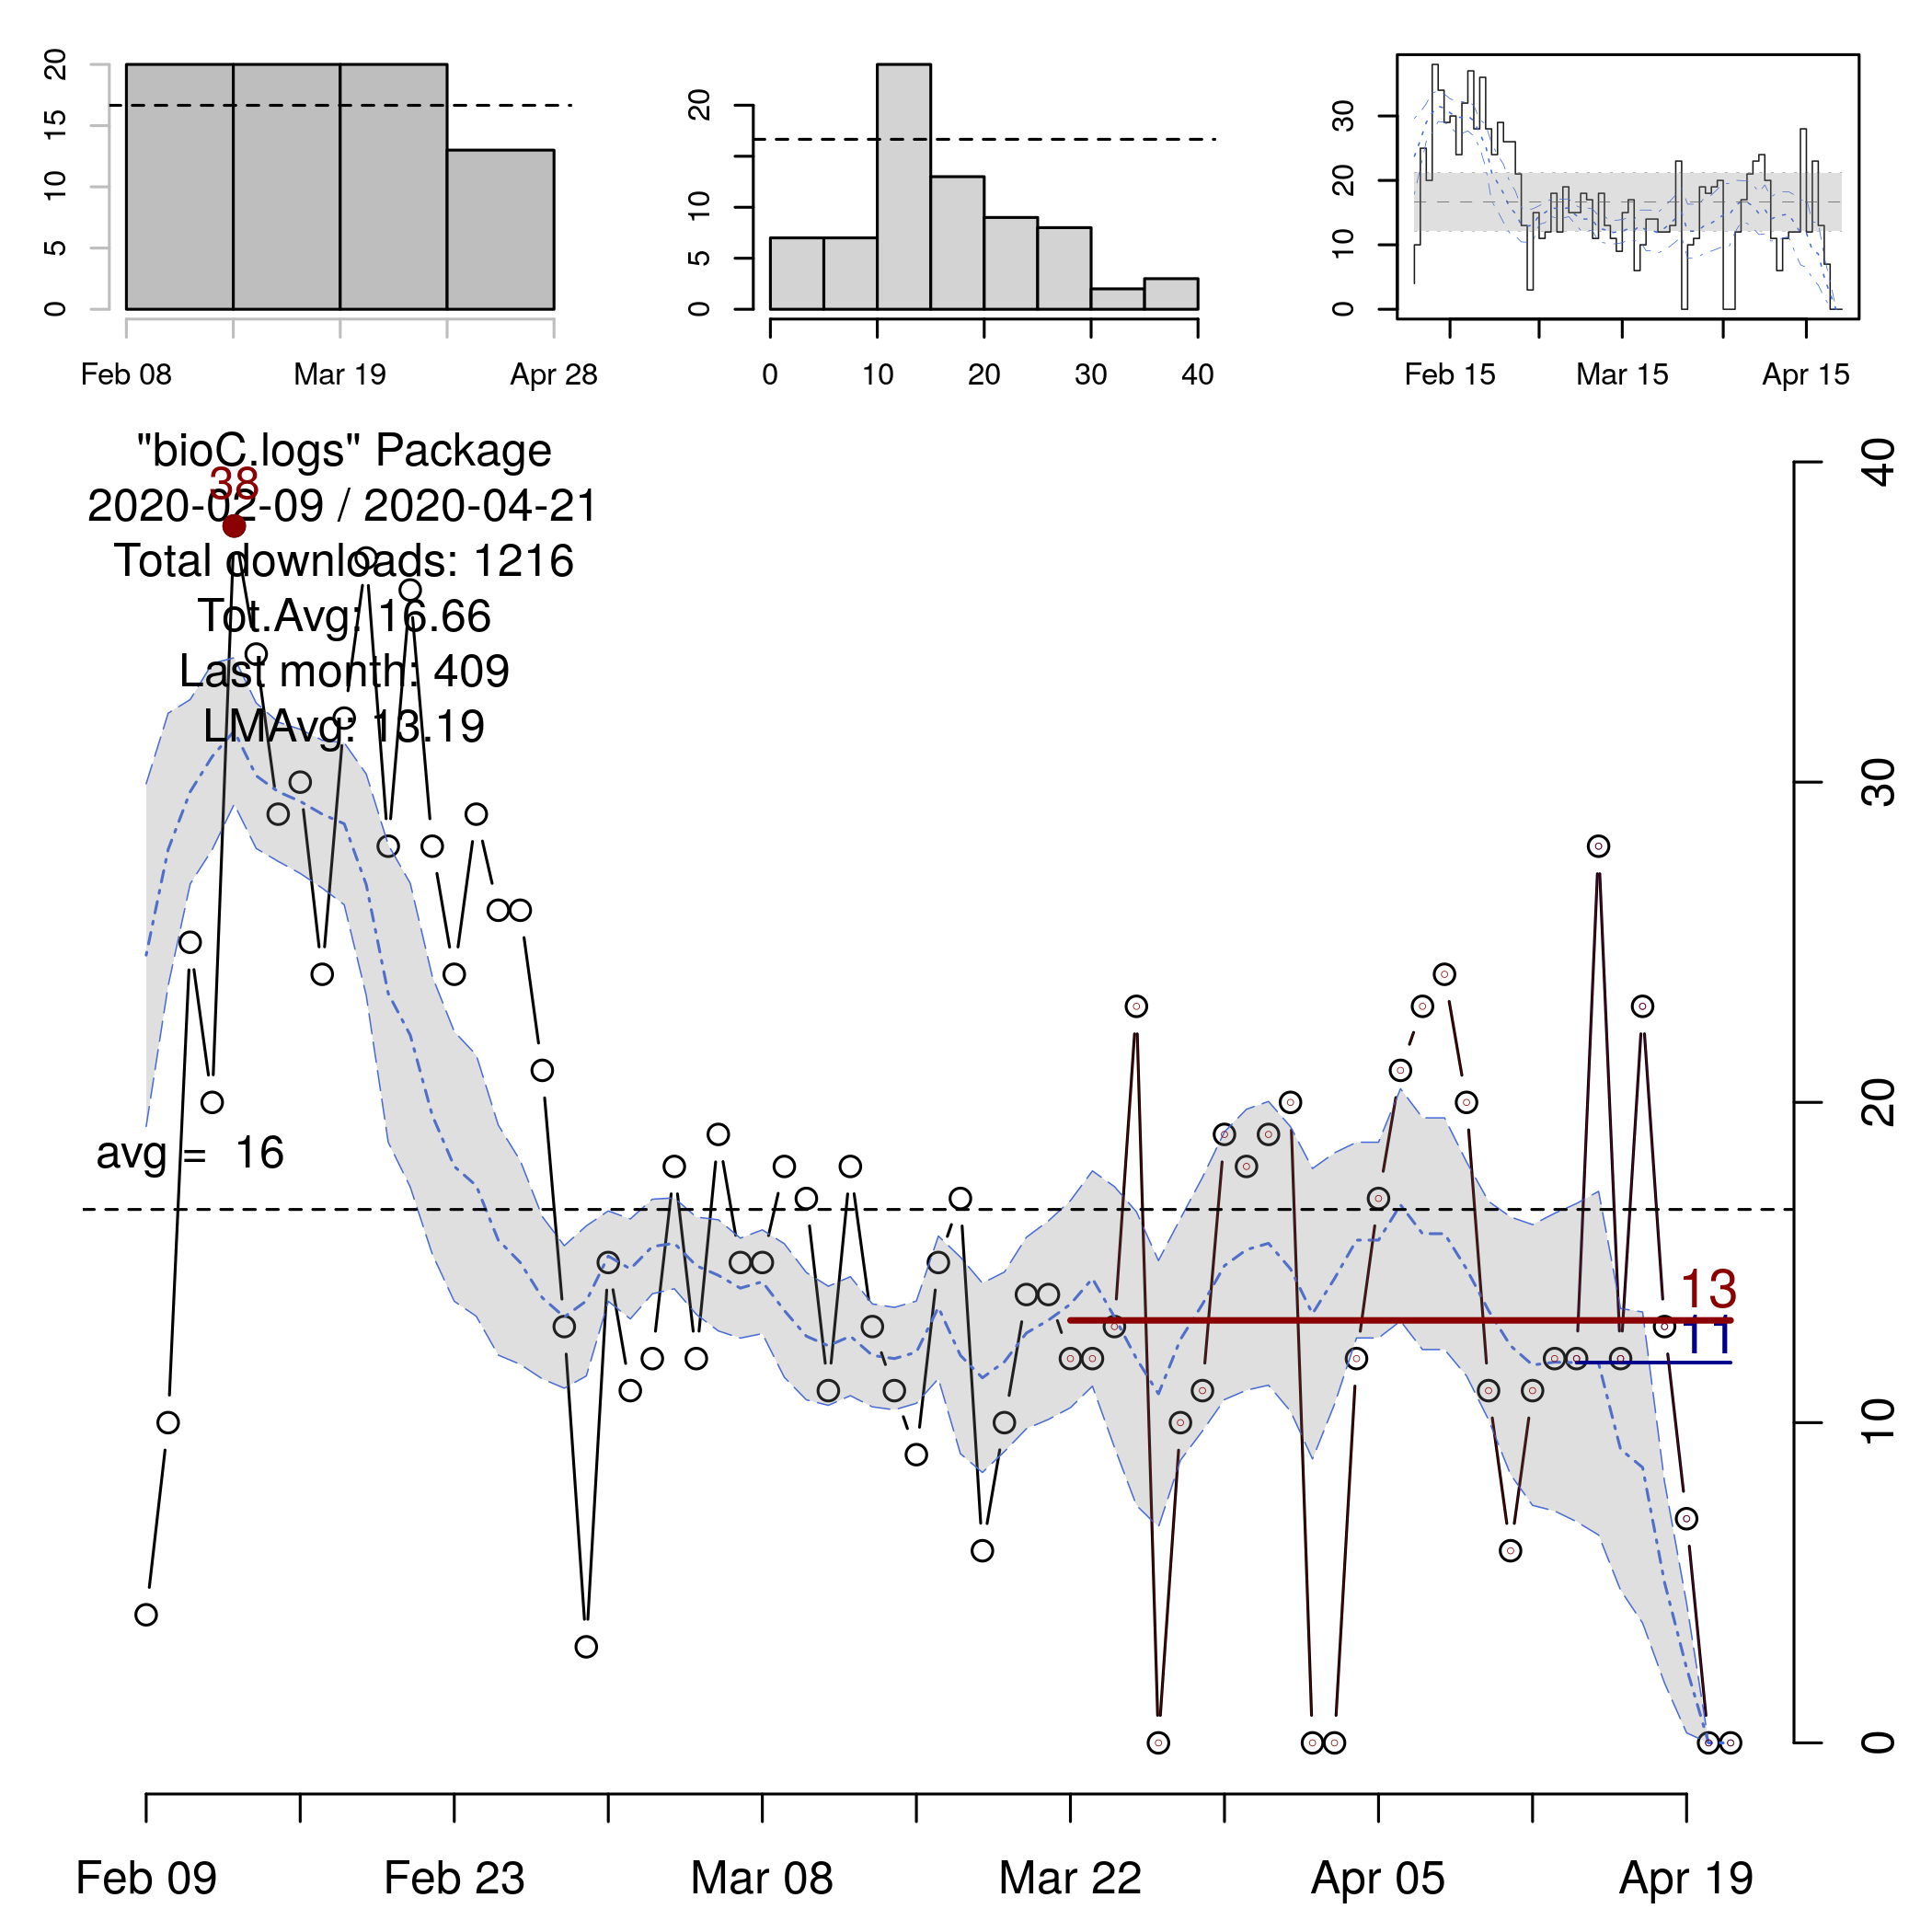 20
15
10
5
0
Feb 08 Mar 19 Apr 28
20
10
5
0
0 10 20 30 40
30
20
10
0
Feb 15 Mar 15 Apr 15
"bioC.logs" Package
38
2020-02-09 / 2020-04-21
Total downloads: 1216
Tot.Avg: 16.66
Last month: 409
LMAvg: 13.19
avg = 16
13
11
40
30
20
10
0
Feb 09 Feb 23 Mar 08 Mar 22 Apr 05 Apr 19